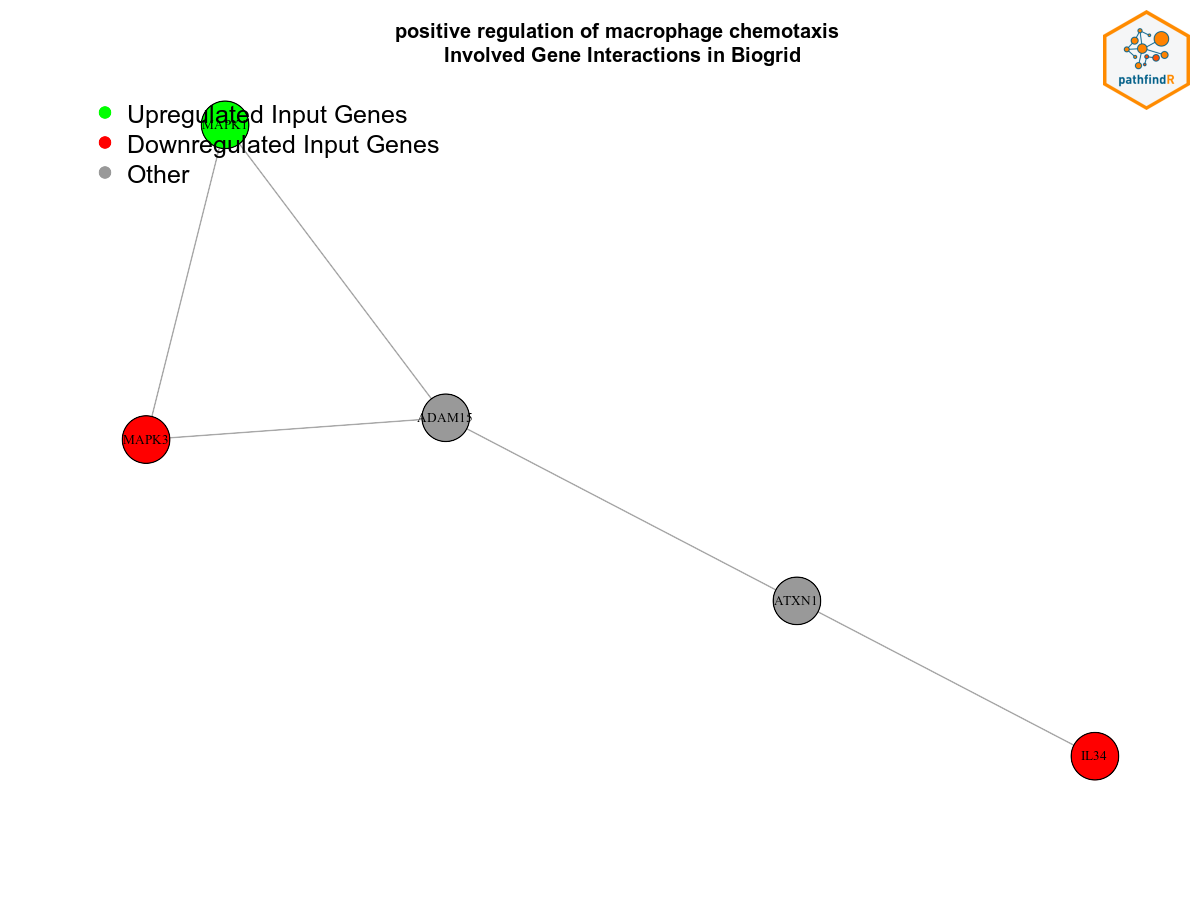 positive regulation of macrophage chemotaxis
Involved Gene Interactions in Biogrid
pathfindR
Upregulated Input Genes
MAPK1
Downregulated Input Genes
Other
ADAM15
MAPK3
ATXN1
IL34